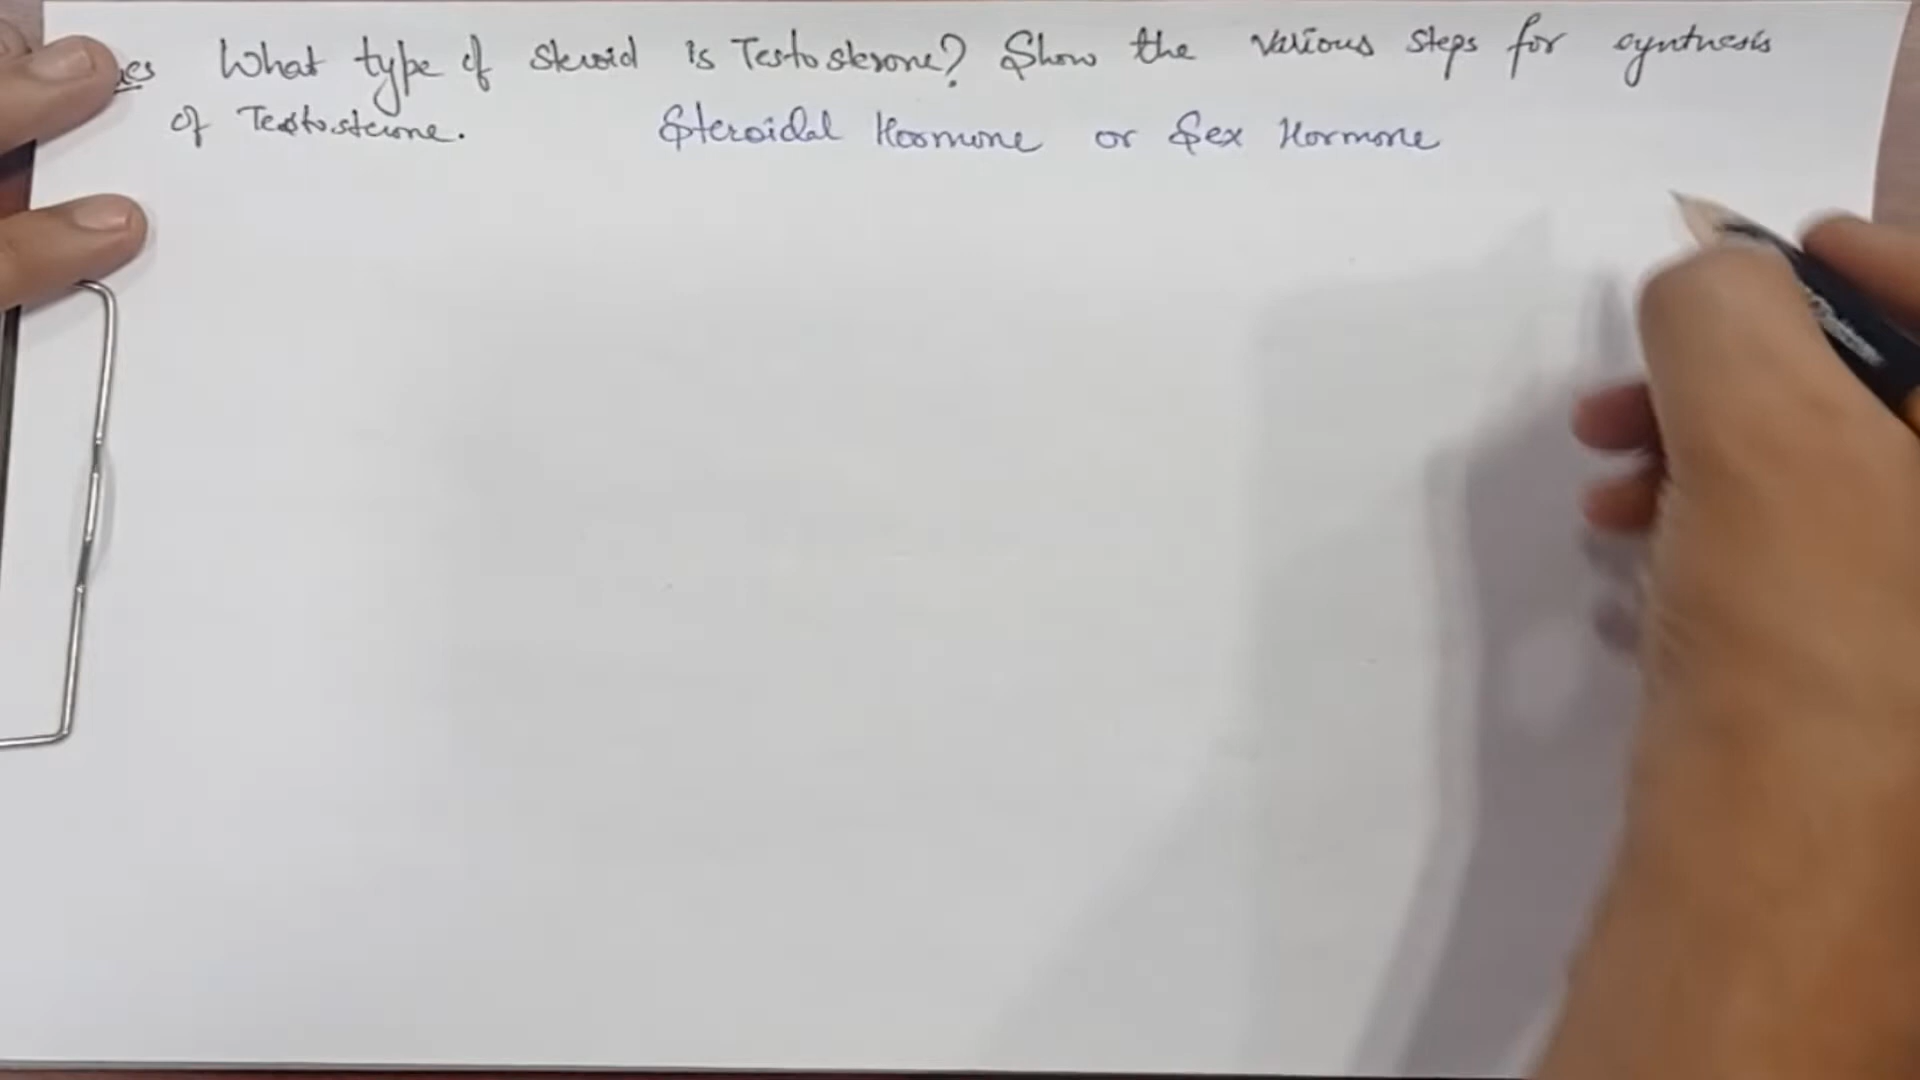 What type of steroid is Testosterone? Show the various steps for synthesis
of Testosterone. Steroidal Hormone or Sex Hormone